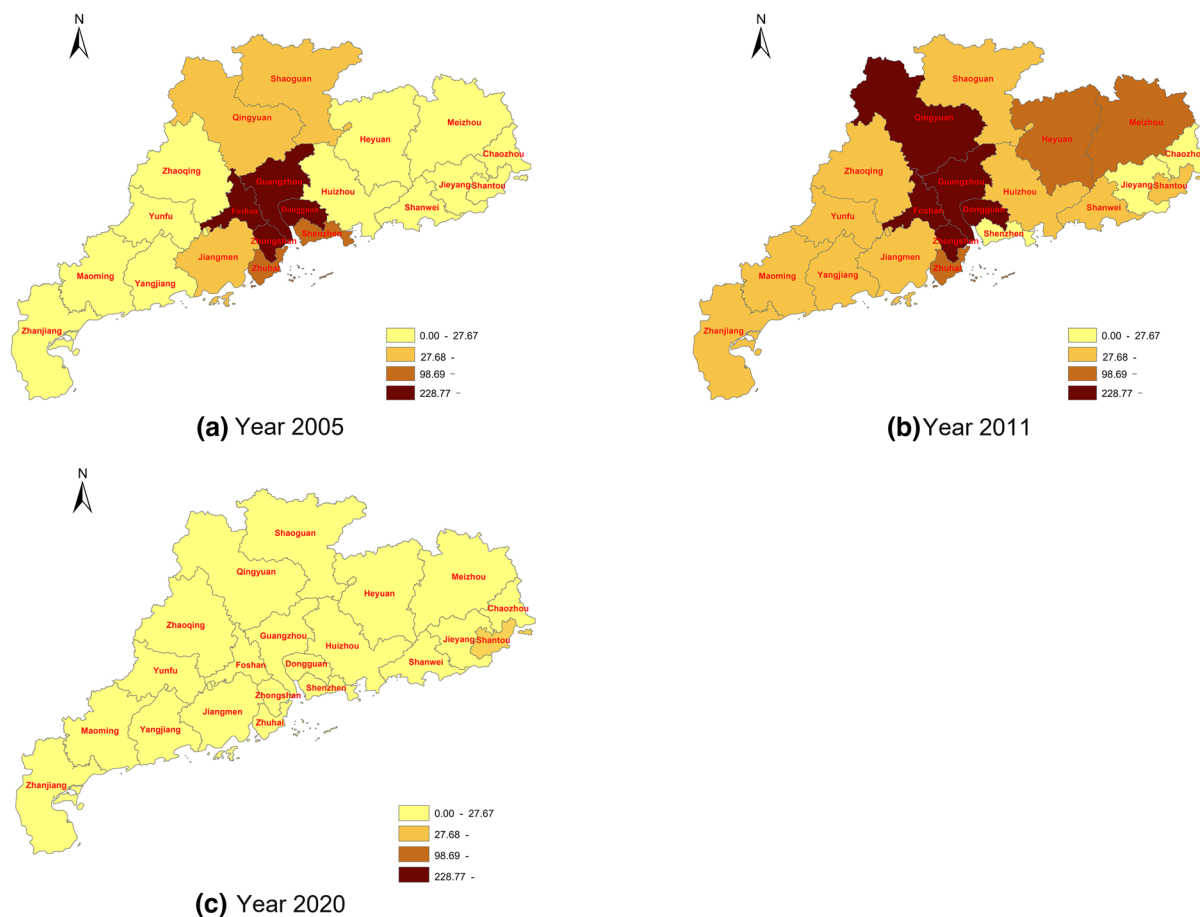 N
Shaoguan
Qingyuan
Meizhou
Heyuan
Chaozhou
Zhaoqing
Guangzhou
Huizhou
Jieyang
Shantou
Foshan
Dongguan
Shanwei
Yunfu
Shenzhen
Zhongshan
Jiangmen
Zhuhai
Maoming
Yangjiang
Zhanjiang
0.00 - 27.67
27.68 -
98.69 -
228.77 -
(a) Year 2005
N
Shaoguan
Qingyuan
Meizhou
Heyuan
Chaozho
Zhaoqing
Guangzhou
Huizhou
Jieyang
Shantou
Foshan
Dongguan
Shanwei
Yunfu
Shenzhen
Zhongshan
Jiangmen
Zhuhai
Maoming
Yangjiang
Zhanjiang
0.00 - 27.67
27.68 -
98.69 -
228.77 -
(b) Year 2011
N
Shaoguan
Qingyuan
Meizhou
Heyuan
Chaozhou
Zhaoqing
Guangzhou
Huizhou
Jieyang
Shantou
Foshan
Dongguan
Shanwei
Yunfu
Shenzhen
Zhongshan
Jiangmen
Zhuhai
Maoming
Yangjiang
Zhanjiang
0.00 - 27.67
27.68 -
98.69 -
228.77 -
(c) Year 2020